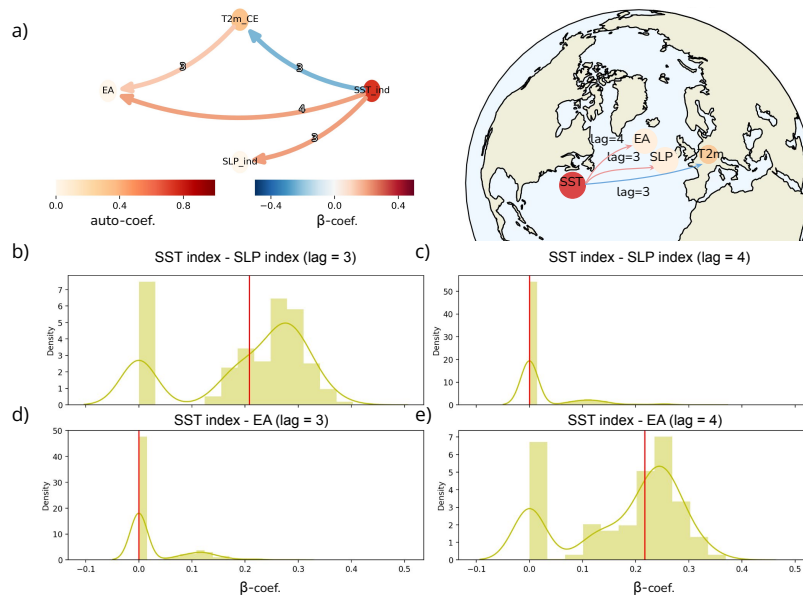 a)
T2m_CE
3
3
EA
SST_ind
4
3
SLP_ind
0.0 0.4 0.8
auto-coef.
−0.4 0.0 0.4
β-coef.
EA
lag=4
lag=3
SLP
T2m
SST
lag=3
b)
SST index - SLP index (lag = 3)
Density
7
6
5
4
3
2
1
0
c)
SST index - SLP index (lag = 4)
Density
50
40
30
20
10
0
d)
SST index - EA (lag = 3)
Density
50
40
30
20
10
0
−0.1 0.0 0.1 0.2 0.3 0.4 0.5
β-coef.
e)
SST index - EA (lag = 4)
Density
7
6
5
4
3
2
1
0
−0.1 0.0 0.1 0.2 0.3 0.4 0.5
β-coef.